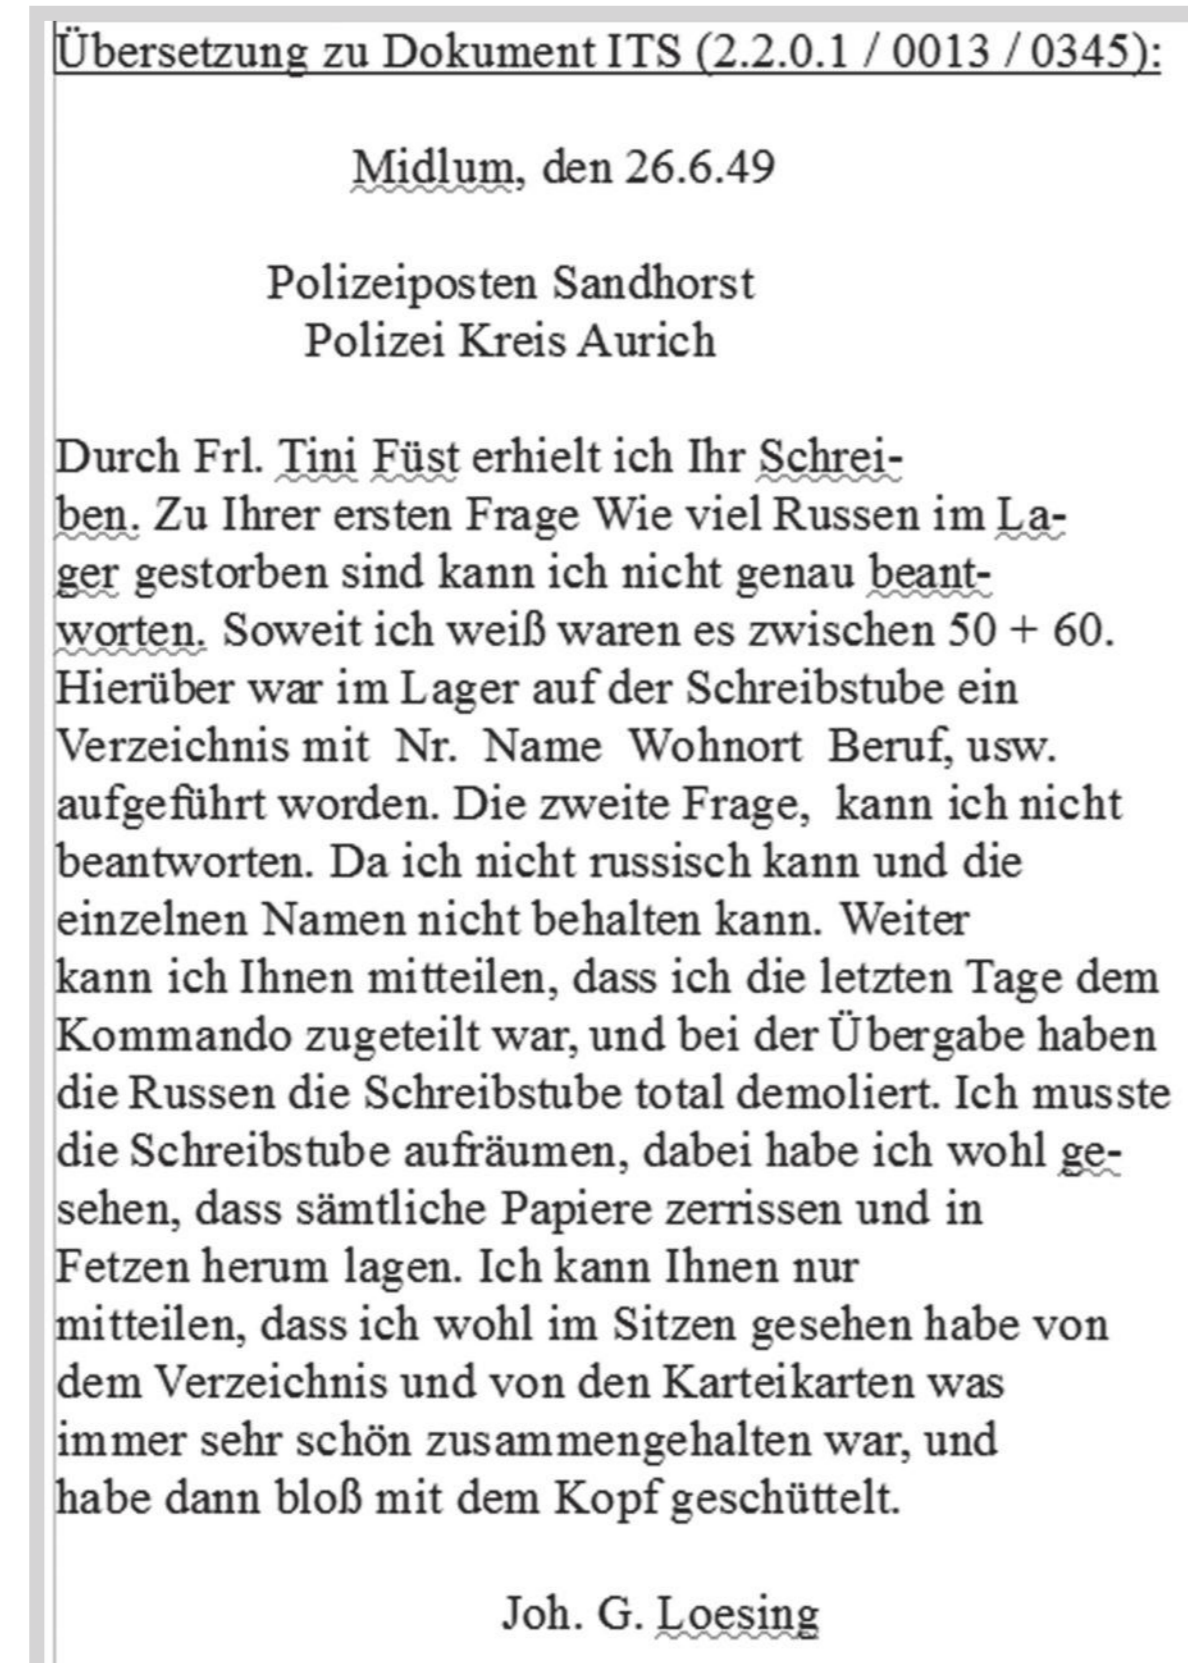 Übersetzung zu Dokument ITS (2.2.0.1 / 0013 / 0345):
Midlum, den 26.6.49
Polizeiposten Sandhorst
Polizei Kreis Aurich
Durch Frl. Tini Füst erhielt ich Ihr Schrei-
ben. Zu Ihrer ersten Frage Wie viel Russen im La-
ger gestorben sind kann ich nicht genau beant-
worten. Soweit ich weiß waren es zwischen 50 + 60.
Hierüber war im Lager auf der Schreibstube ein
Verzeichnis mit Nr. Name Wohnort Beruf, usw.
aufgeführt worden. Die zweite Frage, kann ich nicht
beantworten. Da ich nicht russisch kann und die
einzelnen Namen nicht behalten kann. Weiter
kann ich Ihnen mitteilen, dass ich die letzten Tage dem
Kommando zugeteilt war, und bei der Übergabe haben
die Russen die Schreibstube total demoliert. Ich musste
die Schreibstube aufräumen, dabei habe ich wohl ge-
sehen, dass sämtliche Papiere zerrissen und in
Fetzen herum lagen. Ich kann Ihnen nur
mitteilen, dass ich wohl im Sitzen gesehen habe von
dem Verzeichnis und von den Karteikarten was
immer sehr schön zusammengehalten war, und
habe dann bloß mit dem Kopf geschüttelt.
Joh. G. Loesing